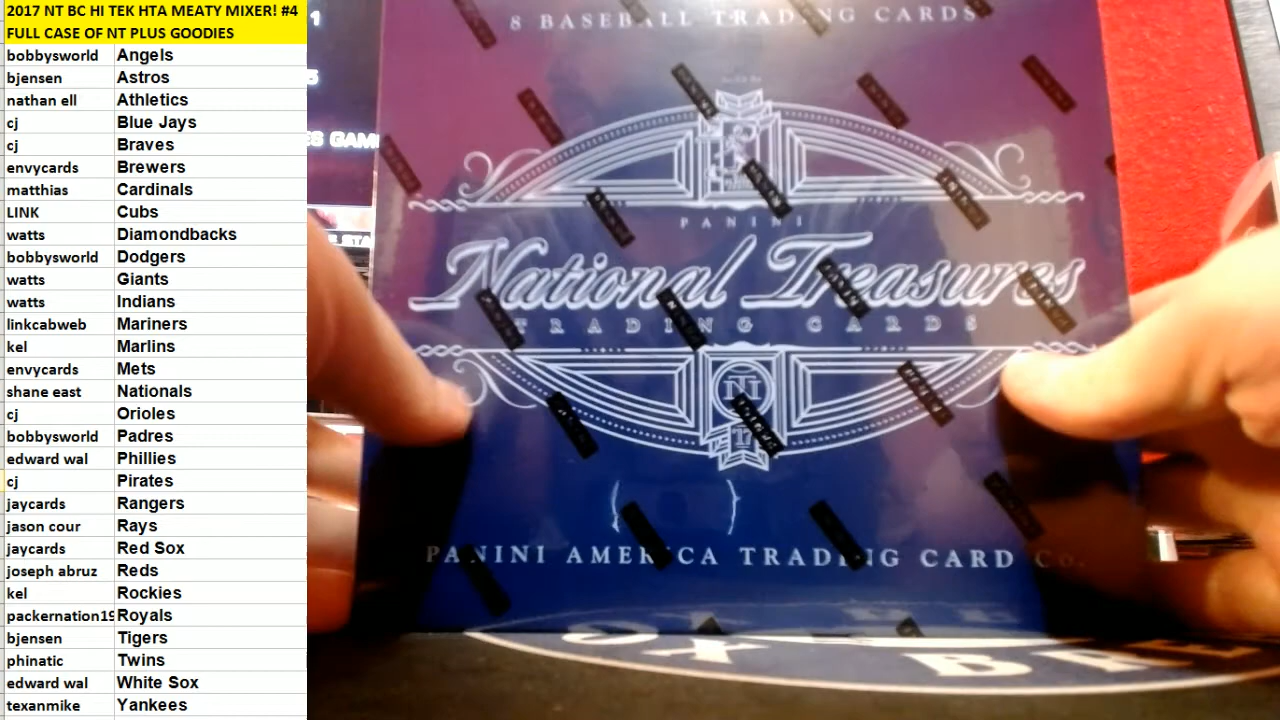 2017 NT BC HI TEK HTA MEATY MIXER! #4
FULL CASE OF NT PLUS GOODIES
bobbysworld Angels
bjensen Astros
nathan ell Athletics
cj Blue Jays
cj Braves
envycards Brewers
matthias Cardinals
LINK Cubs
watts Diamondbacks
bobbysworld Dodgers
watts Giants
watts Indians
linkcabweb Mariners
kel Marlins
envycards Mets
shane east Nationals
cj Orioles
bobbysworld Padres
edward wal Phillies
cj Pirates
jaycards Rangers
jason cour Rays
jaycards Red Sox
joseph abruz Reds
kel Rockies
packernation19 Royals
bjensen Tigers
phinatic Twins
edward wal White Sox
texanmike Yankees
8 BASEBALL TRADING CARDS
PANINI
National Treasures
TRADING CARDS
NT
17
PANINI AMERICA TRADING CARD Co.